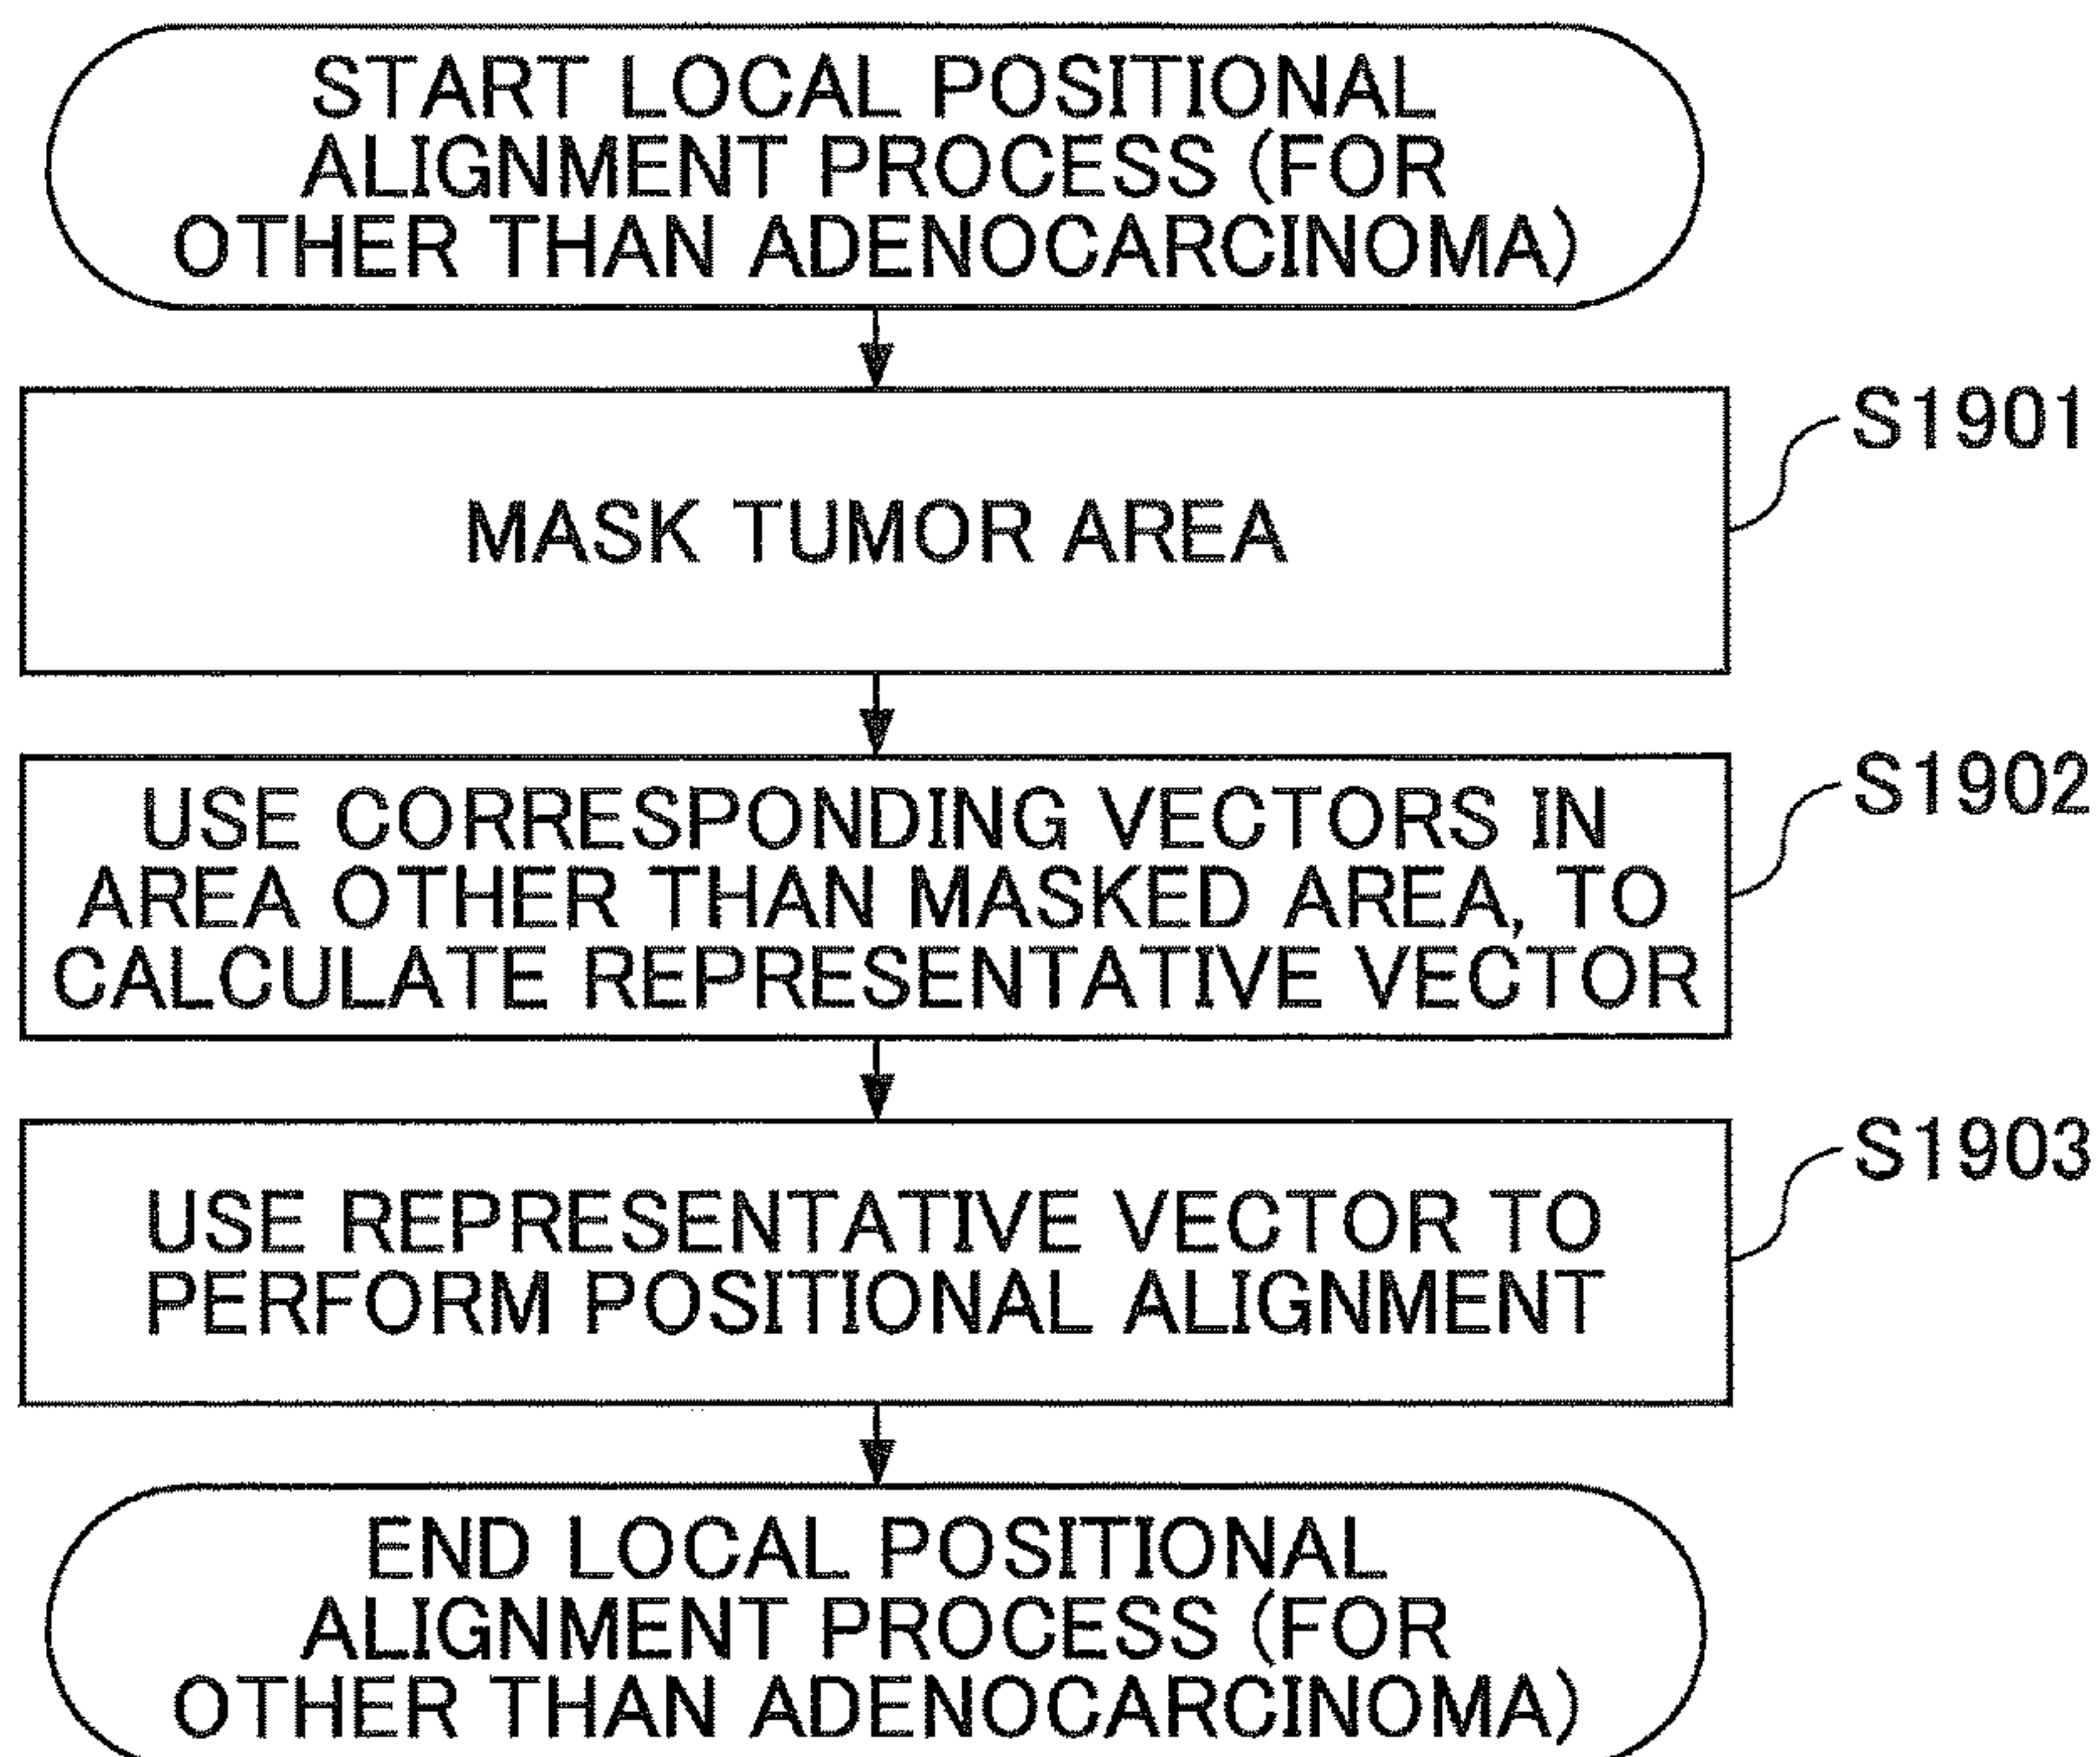 START LOCAL POSITIONAL
ALIGNMENT PROCESS (FOR
OTHER THAN ADENOCARCINOMA)
S1901
MASK TUMOR AREA
S1902
USE CORRESPONDING VECTORS IN
AREA OTHER THAN MASKED AREA, TO
CALCULATE REPRESENTATIVE VECTOR
S1903
USE REPRESENTATIVE VECTOR TO
PERFORM POSITIONAL ALIGNMENT
END LOCAL POSITIONAL
ALIGNMENT PROCESS (FOR
OTHER THAN ADENOCARCINOMA)